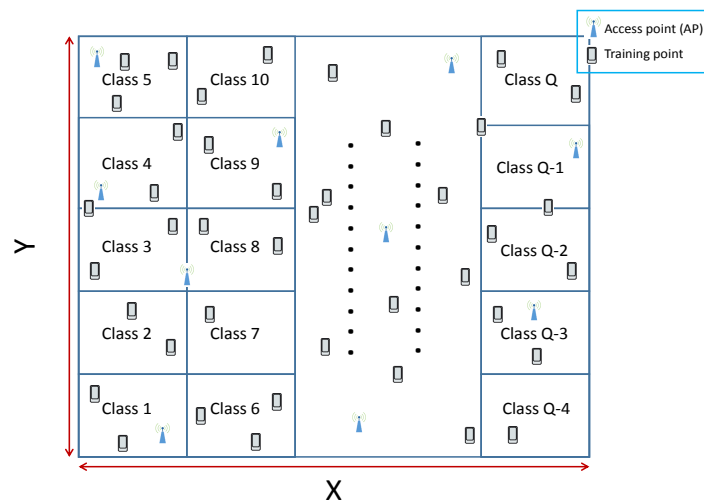 Access point (AP)
Training point
Class 5
Class 10
Class Q
Class 4
Class 9
Class Q-1
Class 3
Class 8
Class Q-2
Class 2
Class 7
Class Q-3
Class 1
Class 6
Class Q-4
Y
X